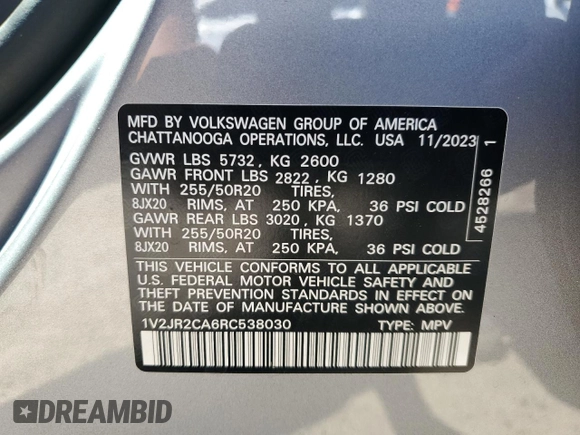 MFD BY VOLKSWAGEN GROUP OF AMERICA
CHATTANOOGA OPERATIONS, LLC. USA 11/2023
GVWR LBS 5732, KG 2600
GAWR FRONT LBS 2822, KG 1280
WITH 255/50R20 TIRES,
8JX20 RIMS, AT 250 KPA, 36 PSI COLD
GAWR REAR LBS 3020, KG 1370
WITH 255/50R20 TIRES,
8JX20 RIMS, AT 250 KPA, 36 PSI COLD
THIS VEHICLE CONFORMS TO ALL APPLICABLE
U.S. FEDERAL MOTOR VEHICLE SAFETY AND
THEFT PREVENTION STANDARDS IN EFFECT ON
THE DATE OF MANUFACTURE SHOWN ABOVE.
1V2JR2CA6RC538030 TYPE: MPV
4528266 1
DREAMBID